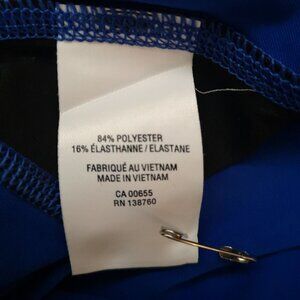 84% POLYESTER
16% ÉLASTHANNE / ELASTANE
FABRIQUÉ AU VIETNAM
MADE IN VIETNAM
CA 00655
RN 138760